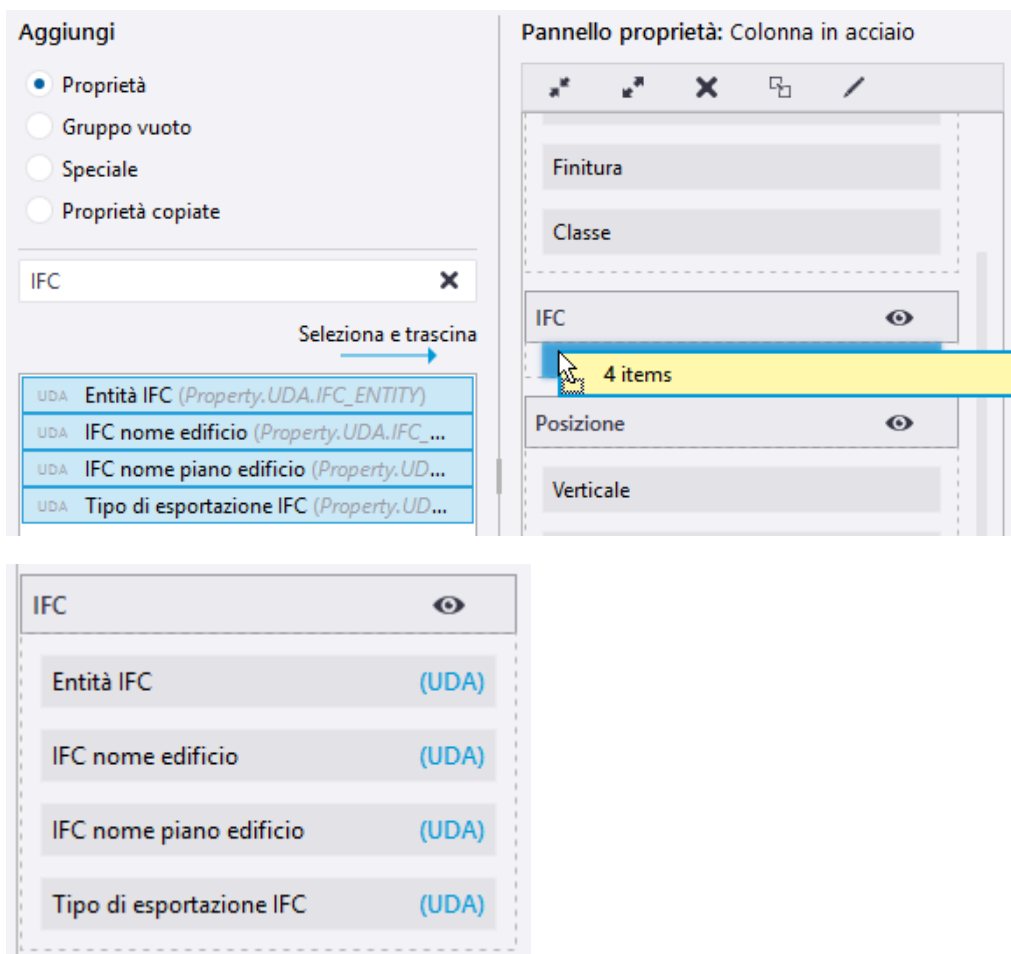 Aggiungi
Proprietà
Gruppo vuoto
Speciale
Proprietà copiate
IFC
Seleziona e trascina
UDA Entità IFC (Property.UDA.IFC_ENTITY)
UDA IFC nome edificio (Property.UDA.IFC_...
UDA IFC nome piano edificio (Property.UD...
UDA Tipo di esportazione IFC (Property.UD...
Pannello proprietà: Colonna in acciaio
Finitura
Classe
IFC
4 items
Posizione
Verticale
IFC
Entità IFC (UDA)
IFC nome edificio (UDA)
IFC nome piano edificio (UDA)
Tipo di esportazione IFC (UDA)